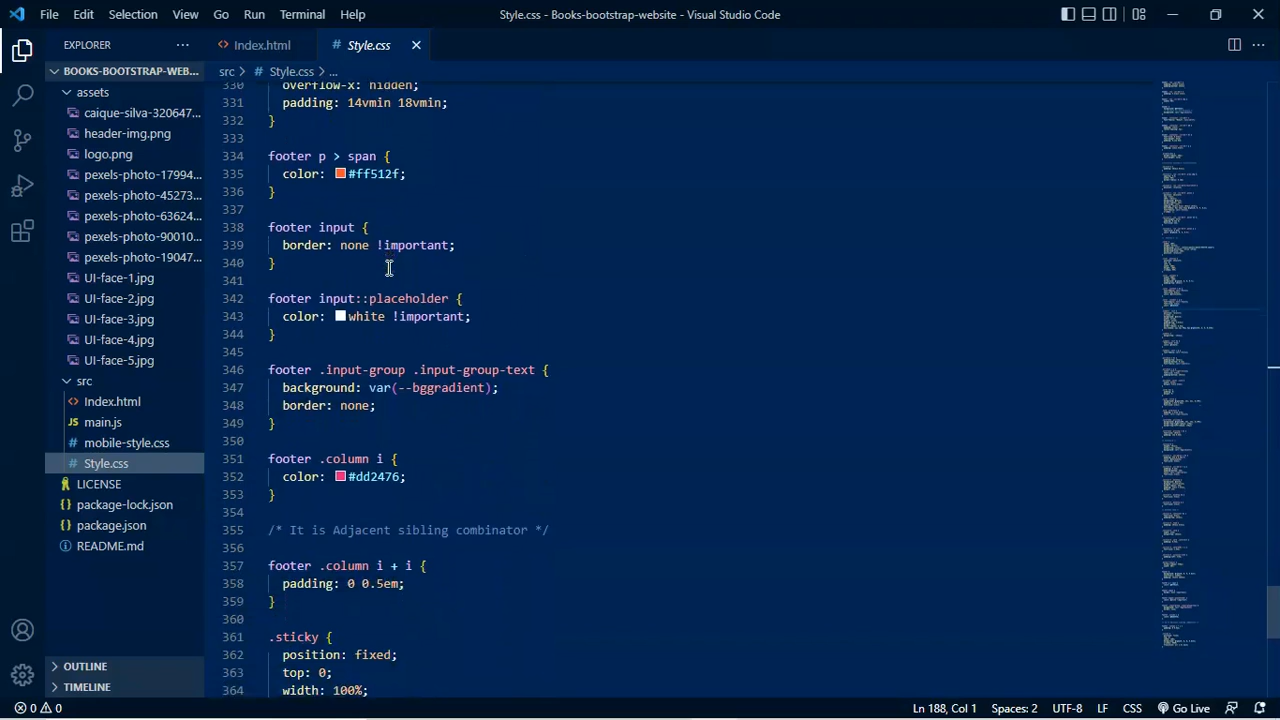 File Edit Selection View Go Run Terminal Help
Style.css - Books-bootstrap-website - Visual Studio Code
EXPLORER
Index.html
Style.css
BOOKS-BOOTSTRAP-WEB...
src > Style.css > ...
assets
caique-silva-320647...
header-img.png
logo.png
pexels-photo-17994...
pexels-photo-45273...
pexels-photo-63624...
pexels-photo-90010...
pexels-photo-19047...
UI-face-1.jpg
UI-face-2.jpg
UI-face-3.jpg
UI-face-4.jpg
UI-face-5.jpg
src
Index.html
main.js
mobile-style.css
Style.css
LICENSE
package-lock.json
package.json
README.md
OUTLINE
TIMELINE
330 overflow-x: hidden;
331 padding: 14vmin 18vmin;
332 }
333
334 footer p > span {
335 color: #ff512f;
336 }
337
338 footer input {
339 border: none !important;
340 }
341
342 footer input::placeholder {
343 color: white !important;
344 }
345
346 footer .input-group .input-group-text {
347 background: var(--bggradient);
348 border: none;
349 }
350
351 footer .column i {
352 color: #dd2476;
353 }
354
355 /* It is Adjacent sibling combinator */
356
357 footer .column i + i {
358 padding: 0 0.5em;
359 }
360
361 .sticky {
362 position: fixed;
363 top: 0;
364 width: 100%;
0 0
Ln 188, Col 1 Spaces: 2 UTF-8 LF CSS Go Live